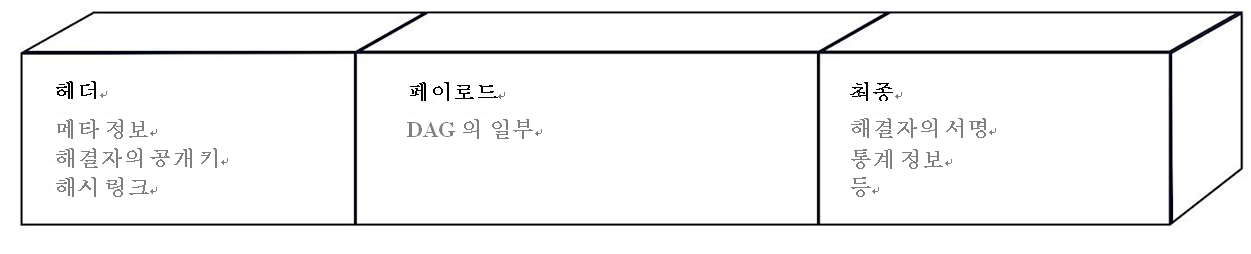 헤더
메타 정보
해결자의 공개 키
해시 링크
페이로드
DAG 의 일부
최종
해결자의 서명
통계 정보
등